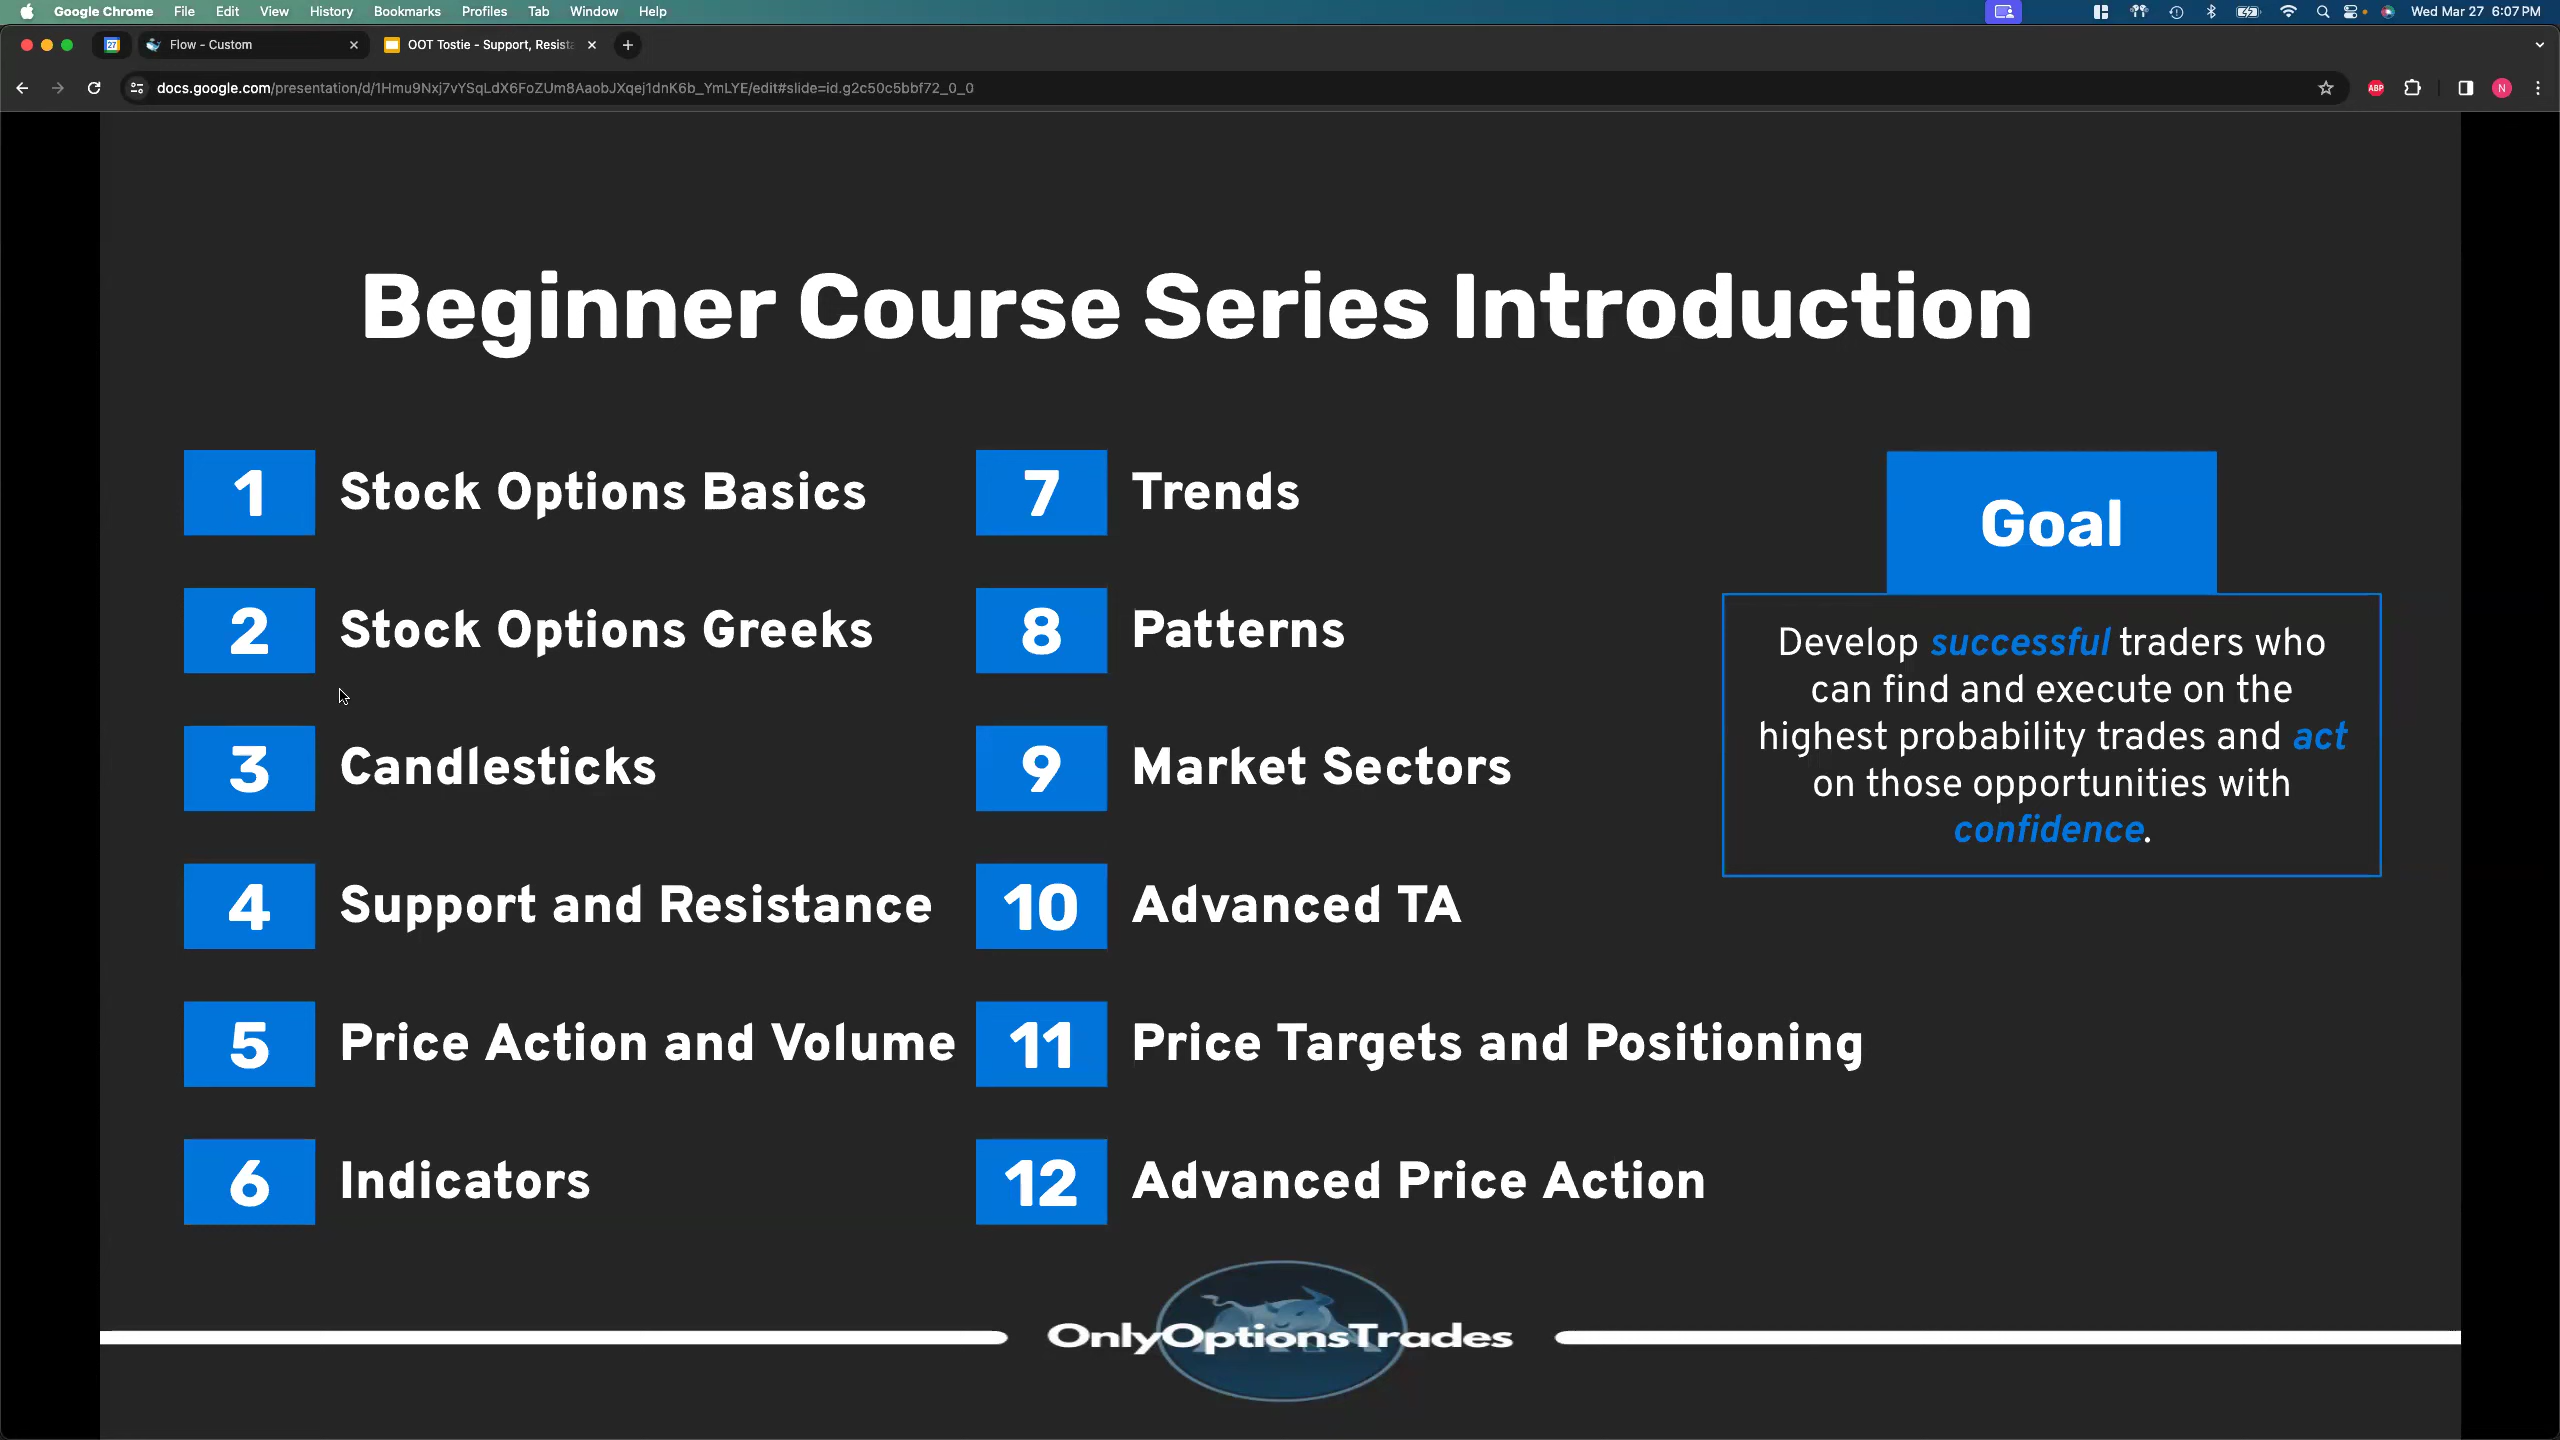 Google Chrome File Edit View History Bookmarks Profiles Tab Window Help Wed Mar 27 6:07 PM
27 Flow - Custom OOT Tostie - Support, Resista
docs.google.com/presentation/d/1Hmu9Nxj7vYSqLdX6FoZUm8AaobJXqej1dnK6b_YmLYE/edit#slide=id.g2c50c5bbf72_0_0 ABP N
Beginner Course Series Introduction
1 Stock Options Basics
2 Stock Options Greeks
3 Candlesticks
4 Support and Resistance
5 Price Action and Volume
6 Indicators
7 Trends
8 Patterns
9 Market Sectors
10 Advanced TA
11 Price Targets and Positioning
12 Advanced Price Action
Goal
Develop successful traders who
can find and execute on the
highest probability trades and act
on those opportunities with
confidence.
OnlyOptionsTrades